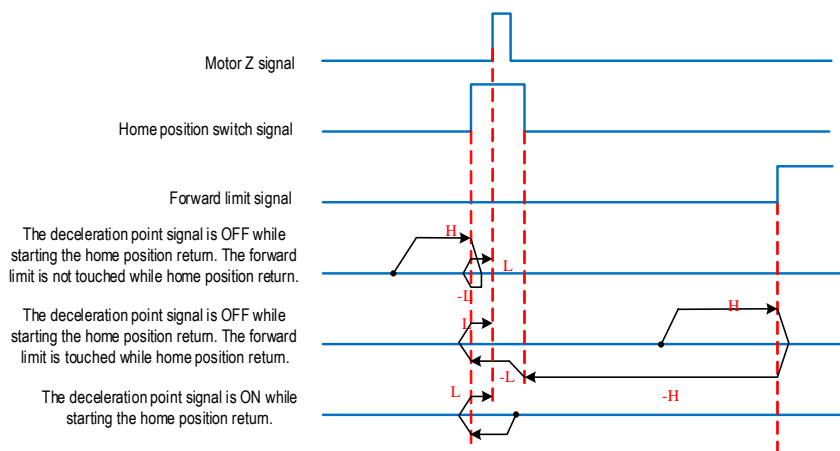 Motor Z signal
Home position switch signal
Forward limit signal
The deceleration point signal is OFF while
starting the home position return. The forward
limit is not touched while home position return.
H
L
-L
The deceleration point signal is OFF while
starting the home position return. The forward
limit is touched while home position return.
L
H
-L
-H
The deceleration point signal is ON while
starting the home position return.
L